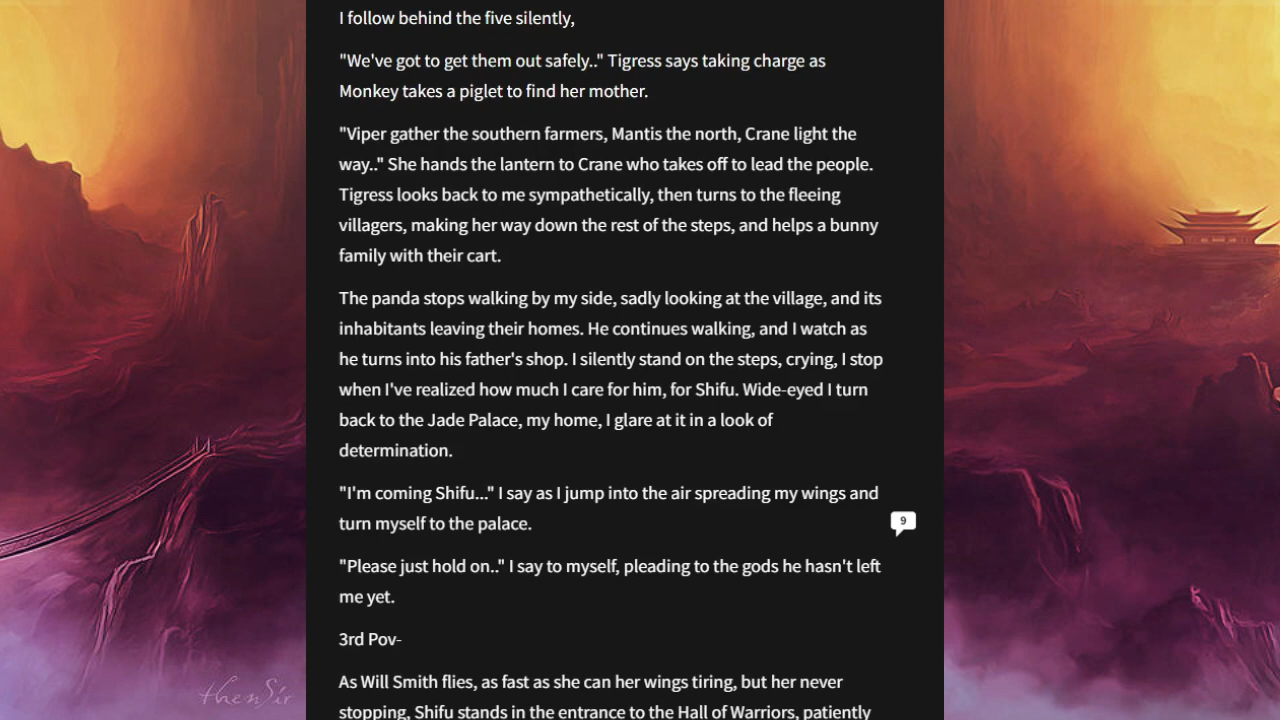 I follow behind the five silently,
"We've got to get them out safely.." Tigress says taking charge as
Monkey takes a piglet to find her mother.
"Viper gather the southern farmers, Mantis the north, Crane light the
way.." She hands the lantern to Crane who takes off to lead the people.
Tigress looks back to me sympathetically, then turns to the fleeing
villagers, making her way down the rest of the steps, and helps a bunny
family with their cart.
The panda stops walking by my side, sadly looking at the village, and its
inhabitants leaving their homes. He continues walking, and I watch as
he turns into his father's shop. I silently stand on the steps, crying, I stop
when I've realized how much I care for him, for Shifu. Wide-eyed I turn
back to the Jade Palace, my home, I glare at it in a look of
determination.
"I'm coming Shifu..." I say as I jump into the air spreading my wings and
turn myself to the palace.
9
"Please just hold on.." I say to myself, pleading to the gods he hasn't left
me yet.
3rd Pov-
As Will Smith flies, as fast as she can her wings tiring, but her never
stopping, Shifu stands in the entrance to the Hall of Warriors, patiently